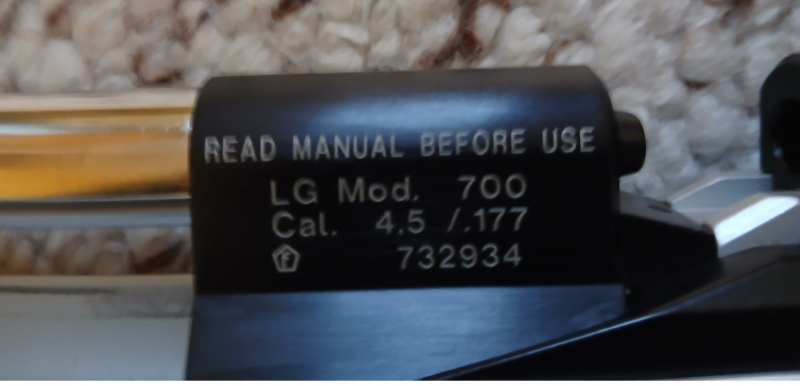 READ MANUAL BEFORE USE
LG Mod. 700
Cal. 4,5 /.177
F 732934